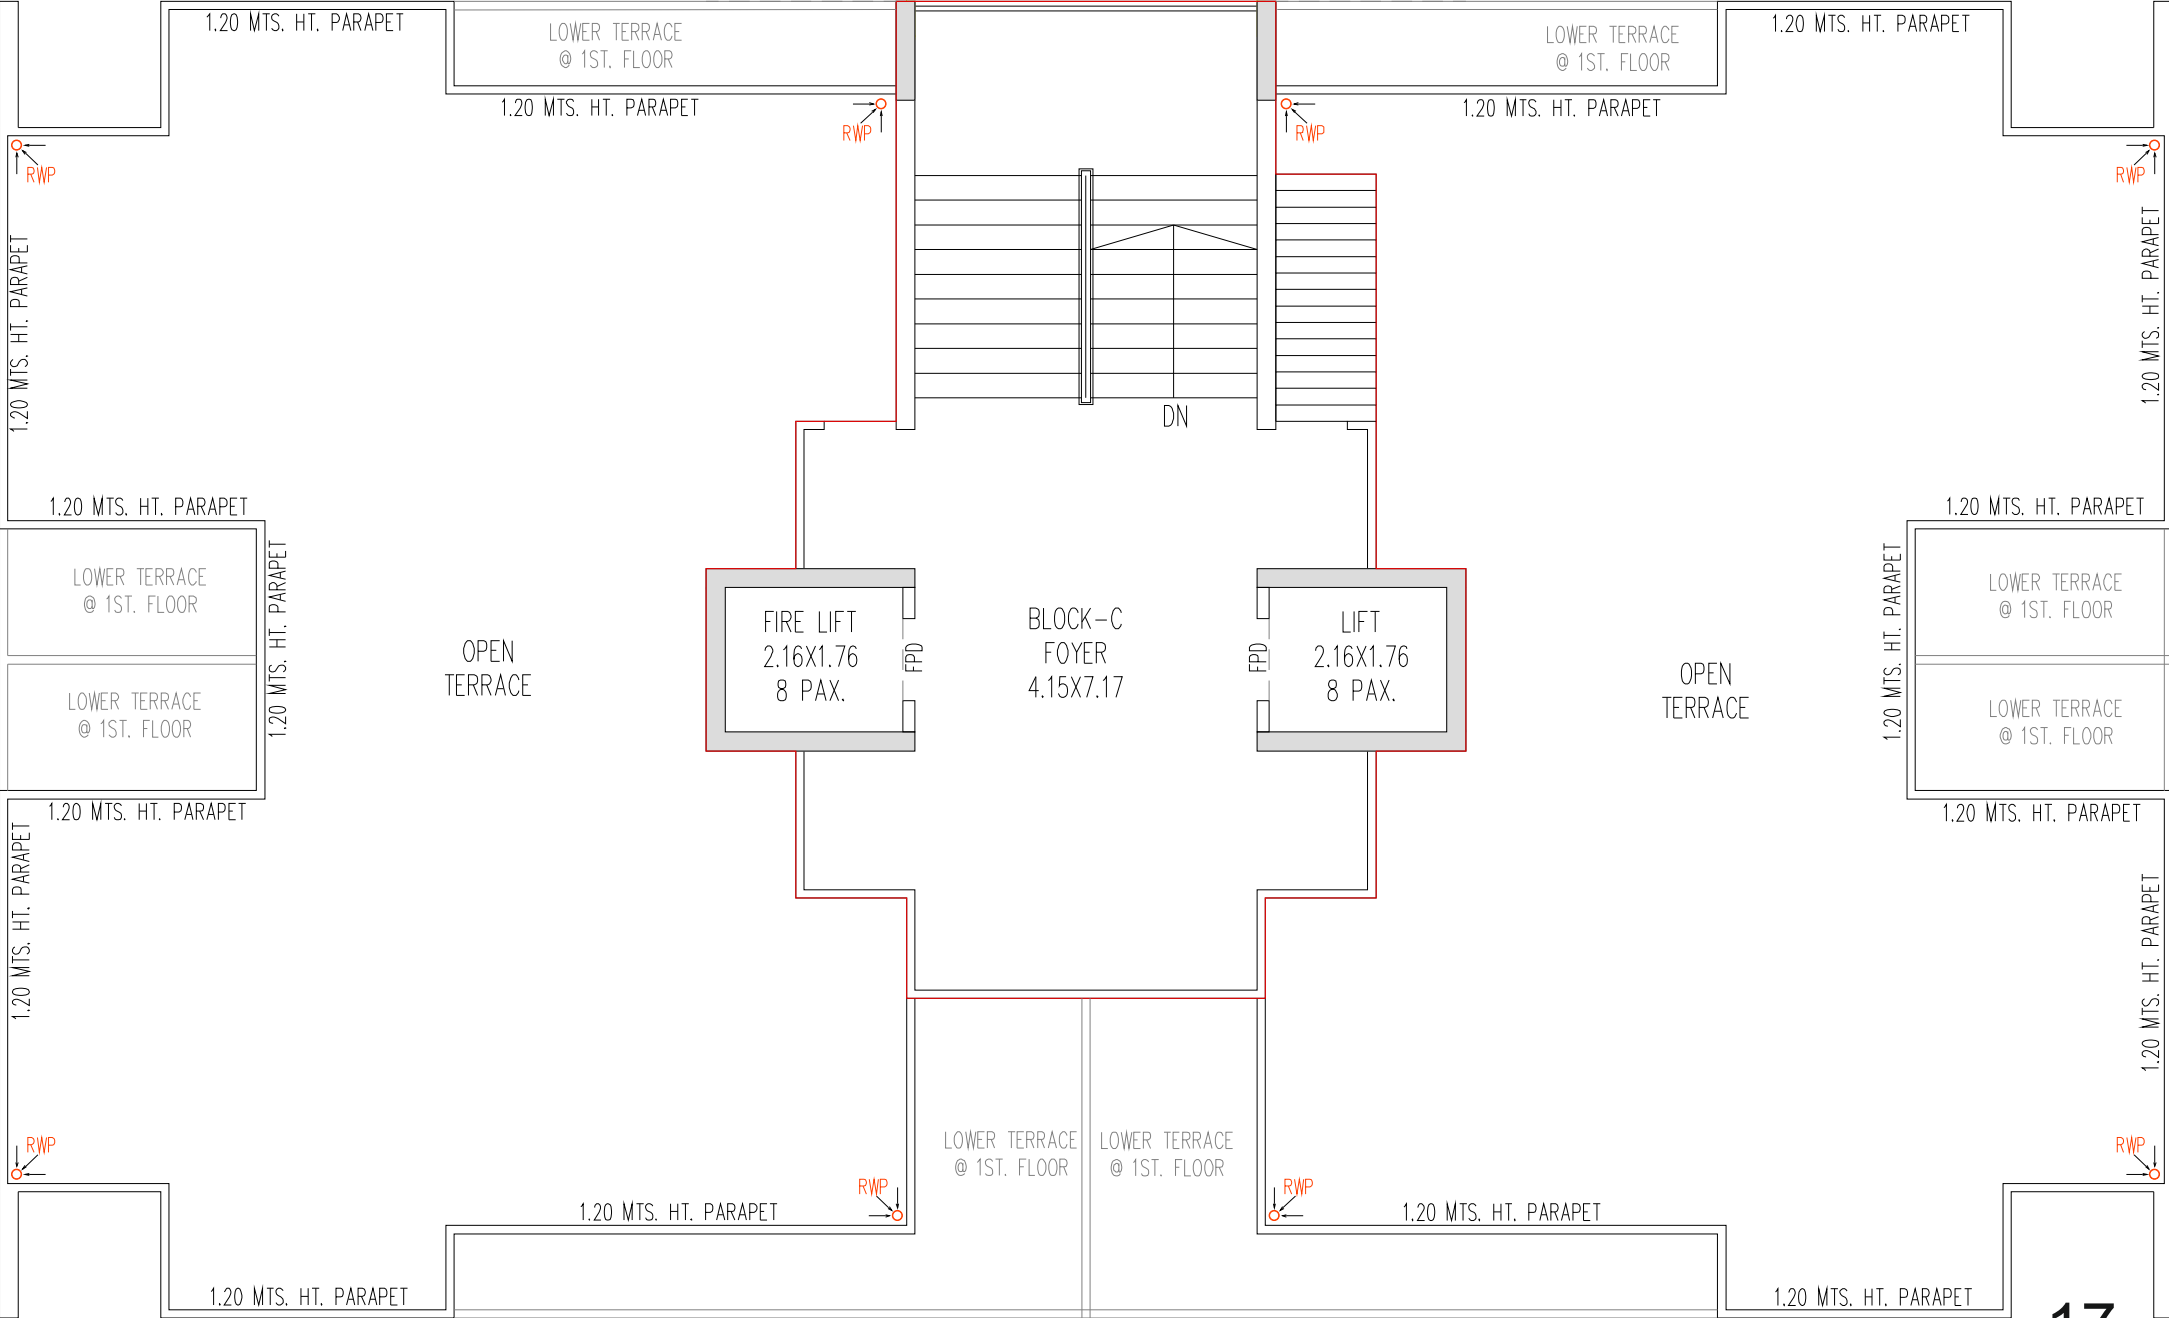 1.20 MTS. HT. PARAPET
LOWER TERRACE
@ 1ST. FLOOR
LOWER TERRACE
@ 1ST. FLOOR
1.20 MTS. HT. PARAPET
1.20 MTS. HT. PARAPET
1.20 MTS. HT. PARAPET
RWP
RWP
RWP
RWP
1.20 MTS. HT. PARAPET
1.20 MTS. HT. PARAPET
DN
1.20 MTS. HT. PARAPET
1.20 MTS. HT. PARAPET
LOWER TERRACE
@ 1ST. FLOOR
1.20 MTS. HT. PARAPET
LOWER TERRACE
@ 1ST. FLOOR
OPEN
TERRACE
FIRE LIFT
2.16X1.76
8 PAX.
FPD
BLOCK-C
FOYER
4.15X7.17
FPD
LIFT
2.16X1.76
8 PAX.
OPEN
TERRACE
1.20 MTS. HT. PARAPET
LOWER TERRACE
@ 1ST. FLOOR
LOWER TERRACE
@ 1ST. FLOOR
1.20 MTS. HT. PARAPET
1.20 MTS. HT. PARAPET
1.20 MTS. HT. PARAPET
1.20 MTS. HT. PARAPET
RWP
LOWER TERRACE
@ 1ST. FLOOR
LOWER TERRACE
@ 1ST. FLOOR
RWP
RWP
RWP
1.20 MTS. HT. PARAPET
1.20 MTS. HT. PARAPET
1.20 MTS. HT. PARAPET
1.20 MTS. HT. PARAPET